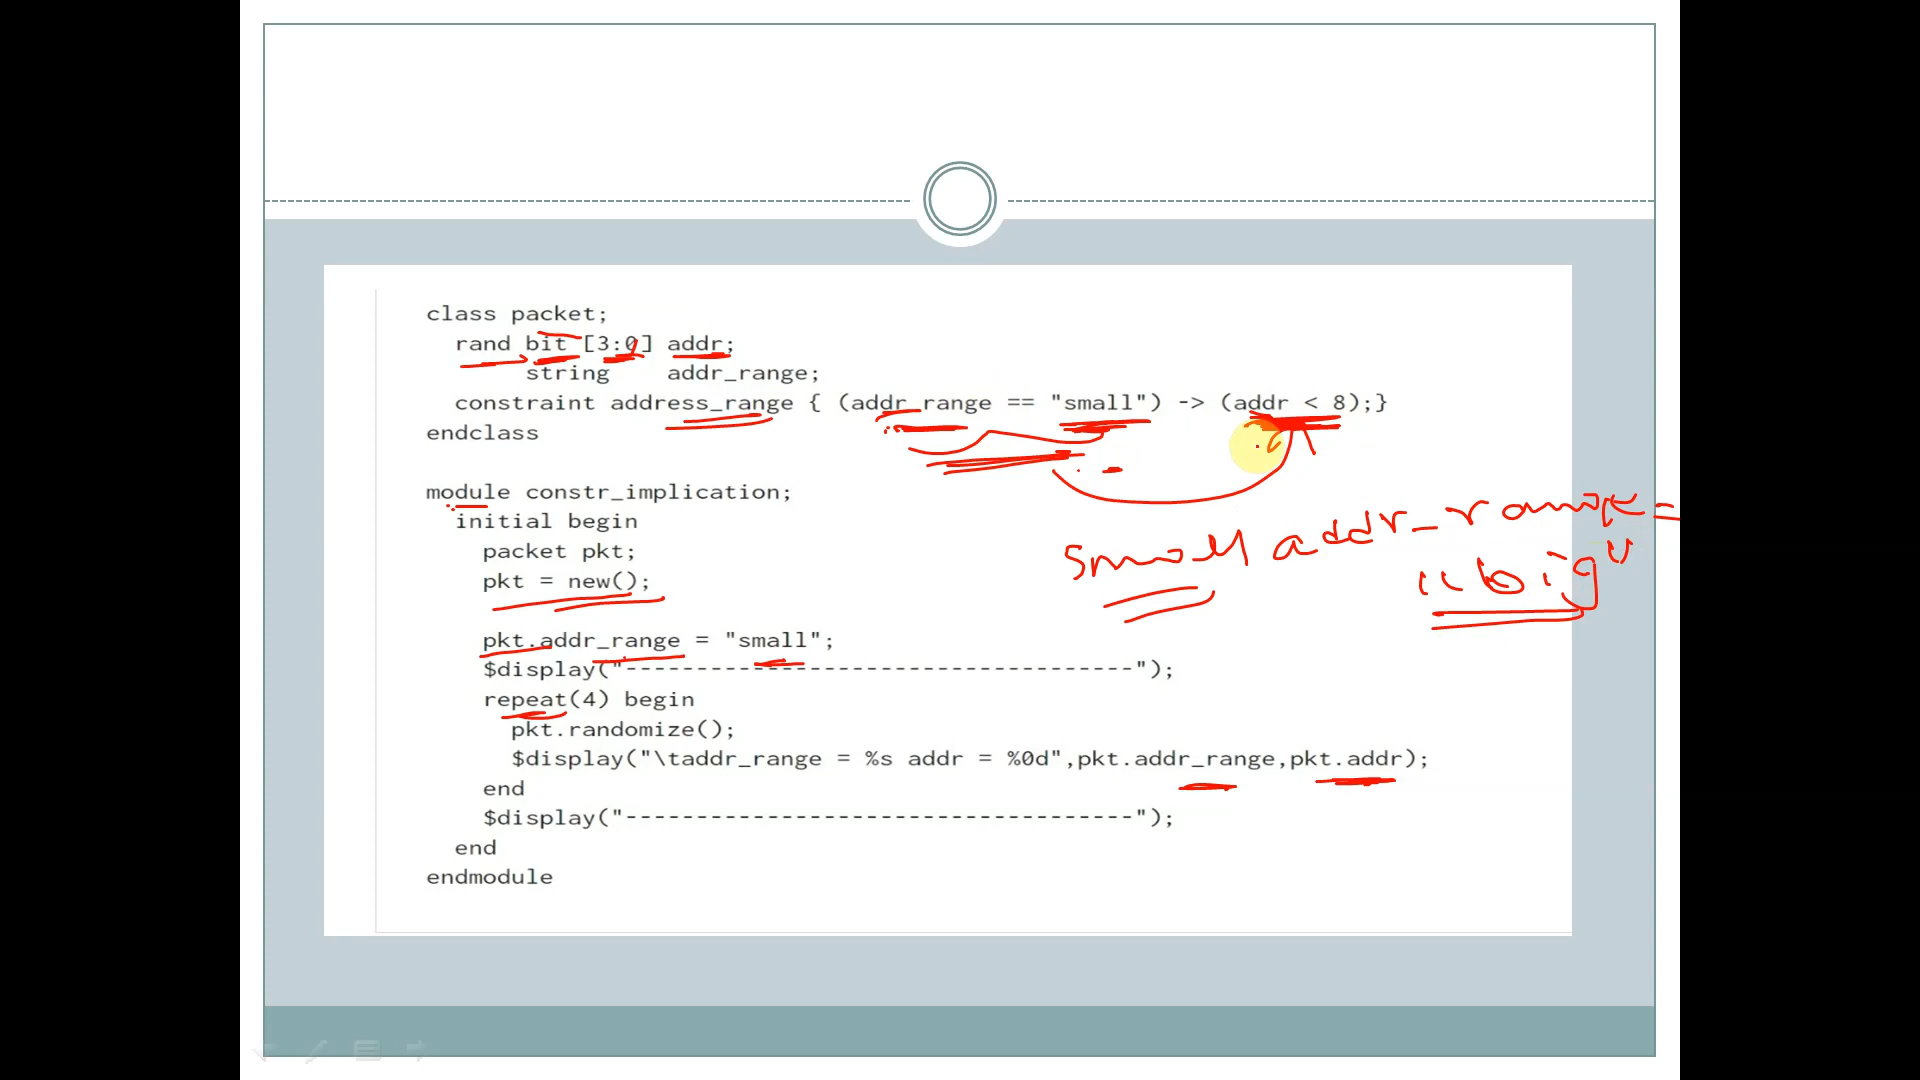 class packet;
rand bit [3:0] addr;
string addr_range;
constraint address_range { (addr_range == "small") -> (addr < 8);}
endclass
module constr_implication;
initial begin
packet pkt;
pkt = new();
small addr_range =
"big"
pkt.addr_range = "small";
$display("------------------------------------");
repeat(4) begin
pkt.randomize();
$display("\taddr_range = %s addr = %0d",pkt.addr_range,pkt.addr);
end
$display("------------------------------------");
end
endmodule